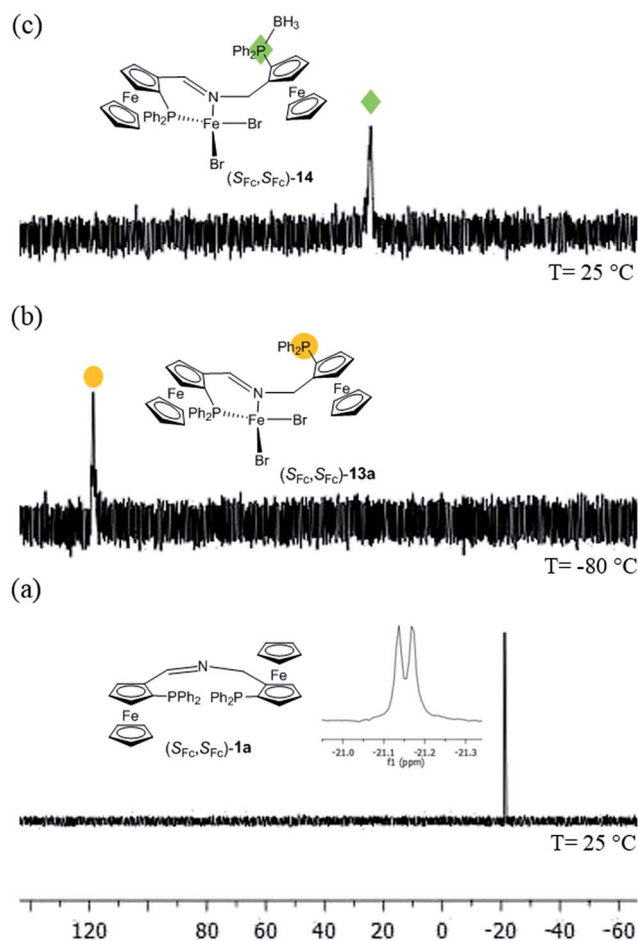 (c)
BH3
Ph2P
Fe
N
Fe
Ph2P
Fe
Br
Br
(SFc,SFc)-14
T= 25 °C
(b)
Ph2P
Fe
N
Fe
Ph2P
Fe
Br
Br
(SFc,SFc)-13a
T= -80 °C
(a)
N
Fe
PPh2 Ph2P
Fe
(SFc,SFc)-1a
-21.0 -21.1 -21.2 -21.3
f1 (ppm)
T= 25 °C
120 80 60 40 20 0 -20 -40 -60